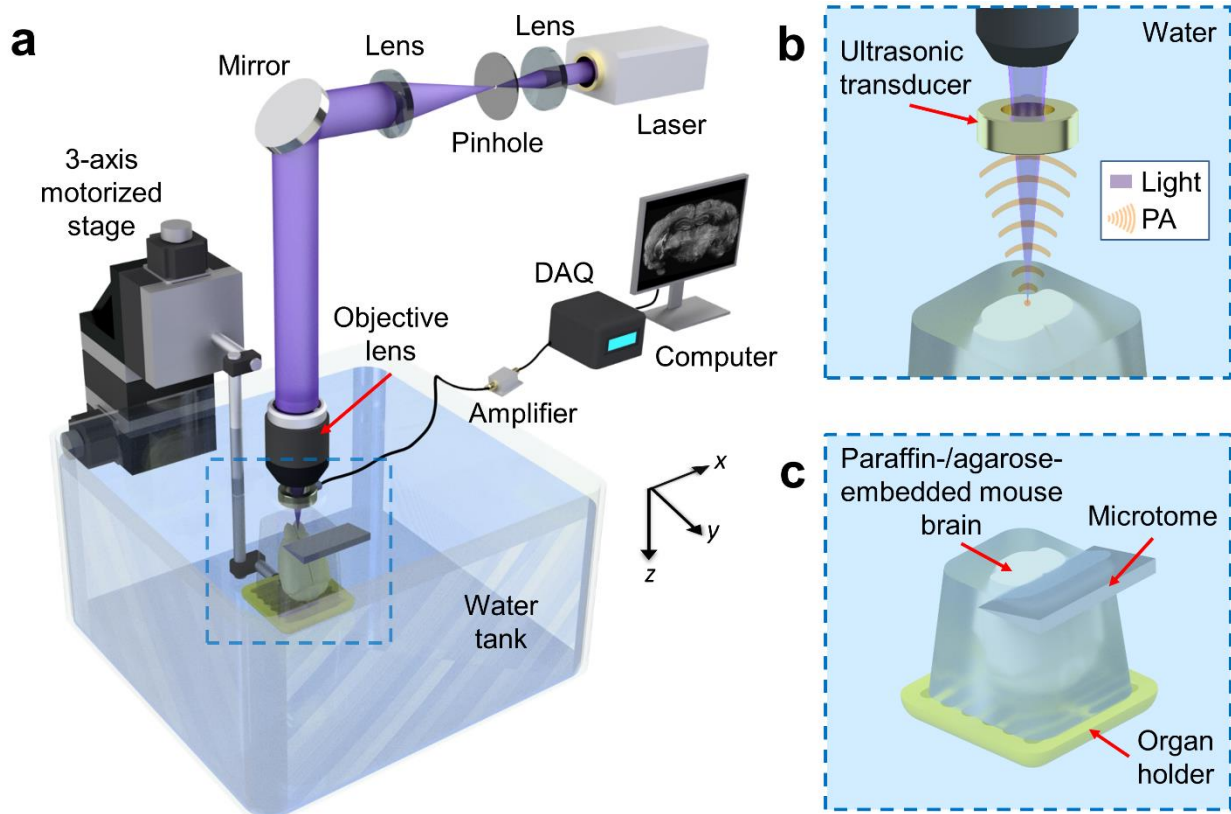 a
Lens
Lens
Mirror
Pinhole
Laser
3-axis
motorized
stage
DAQ
Objective
lens
Computer
Amplifier
x
y
z
Water
tank
b
Water
Ultrasonic
transducer
Light
PA
c
Paraffin-/agarose-
embedded mouse
brain
Microtome
Organ
holder